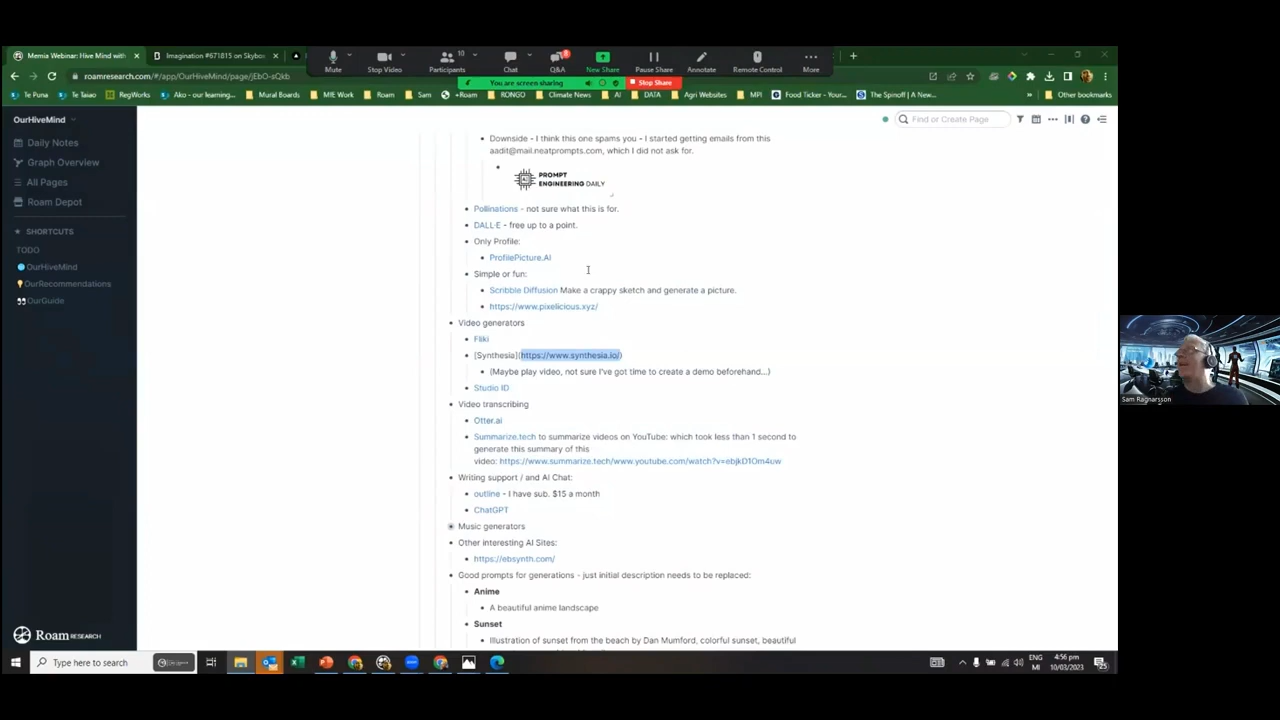 Memia Webinar: Hive Mind with
Imagination #671815 on Skybox
Mute
Stop Video
10
Participants
Chat
8
Q&A
New Share
Pause Share
Annotate
Remote Control
More
roamresearch.com/#/app/OurHiveMind/page/jEbO-sQkb
You are screen sharing
Stop Share
Te Puna
Te Taiao
RegWorks
Ako - our learning...
Mural Boards
MIE Work
Roam
Sam
+Roam
RONGO
Climate News
AI
DATA
Agri Websites
MPI
Food Ticker - Your...
The Spinoff | A New...
Other bookmarks
OurHiveMind
Find or Create Page
Daily Notes
Graph Overview
All Pages
Roam Depot
SHORTCUTS
TODO
OurHiveMind
OurRecommendations
OurGuide
Downside - I think this one spams you - I started getting emails from this
aadit@mail.neatprompts.com, which I did not ask for.
PROMPT
ENGINEERING DAILY
Pollinations - not sure what this is for.
DALL·E - free up to a point.
Only Profile:
ProfilePicture.AI
Simple or fun:
Scribble Diffusion Make a crappy sketch and generate a picture.
https://www.pixelicious.xyz/
Video generators
Fliki
[Synthesia](https://www.synthesia.io/)
(Maybe play video, not sure I've got time to create a demo beforehand...)
Studio ID
Video transcribing
Otter.ai
Summarize.tech to summarize videos on YouTube: which took less than 1 second to
generate this summary of this
video: https://www.summarize.tech/www.youtube.com/watch?v=ebjkD1Om4uw
Writing support / and AI Chat:
outline - I have sub. $15 a month
ChatGPT
Music generators
Other interesting AI Sites:
https://ebsynth.com/
Good prompts for generations - just initial description needs to be replaced:
Anime
A beautiful anime landscape
Sunset
Illustration of sunset from the beach by Dan Mumford, colorful sunset, beautiful
Roam RESEARCH
Sam Ragnarsson
Type here to search
ENG
MI
4:56 pm
10/03/2023